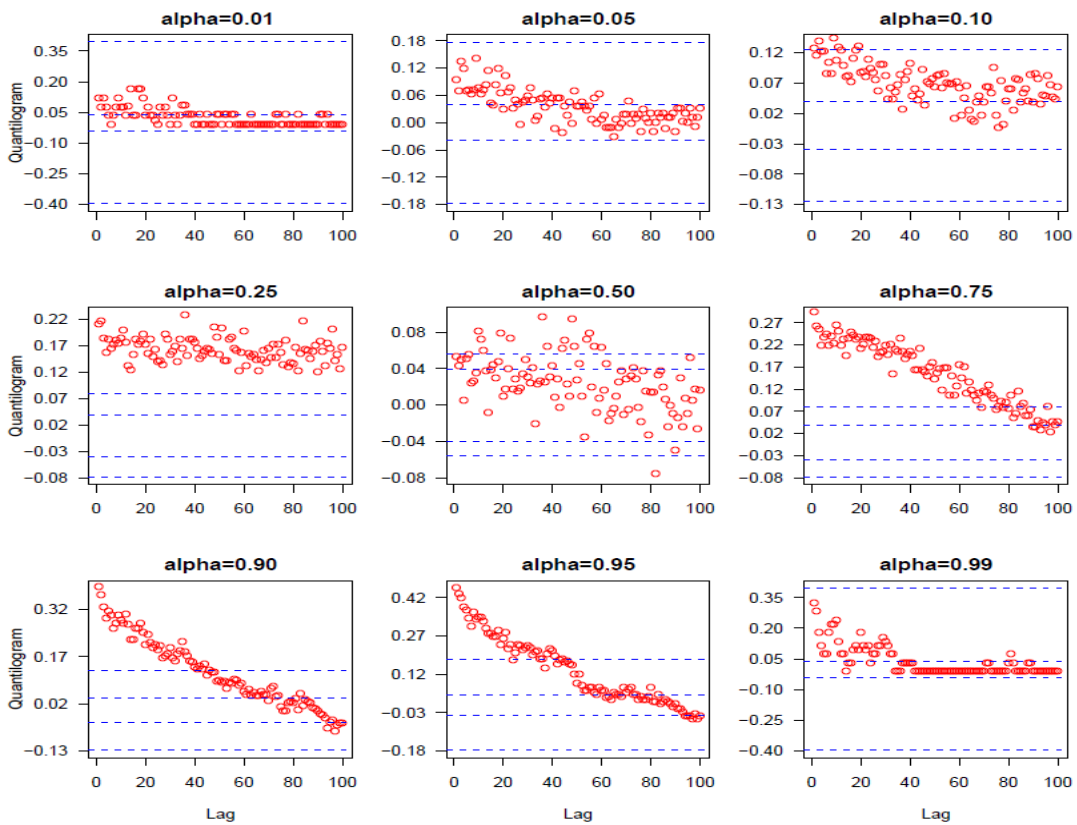 alpha=0.01
alpha=0.05
alpha=0.10
Quantilogram
0.35
0.20
0.05
−0.10
−0.25
−0.40
0.18
0.12
0.06
0.00
−0.06
−0.12
−0.18
0.12
0.07
0.02
−0.03
−0.08
−0.13
0 20 40 60 80 100
0 20 40 60 80 100
0 20 40 60 80 100
alpha=0.25
alpha=0.50
alpha=0.75
Quantilogram
0.22
0.17
0.12
0.07
0.02
−0.03
−0.08
0.08
0.04
0.00
−0.04
−0.08
0.27
0.22
0.17
0.12
0.07
0.02
−0.03
−0.08
0 20 40 60 80 100
0 20 40 60 80 100
0 20 40 60 80 100
alpha=0.90
alpha=0.95
alpha=0.99
Quantilogram
0.32
0.17
0.02
−0.13
0.42
0.27
0.12
−0.03
−0.18
0.35
0.20
0.05
−0.10
−0.25
−0.40
0 20 40 60 80 100
0 20 40 60 80 100
0 20 40 60 80 100
Lag
Lag
Lag